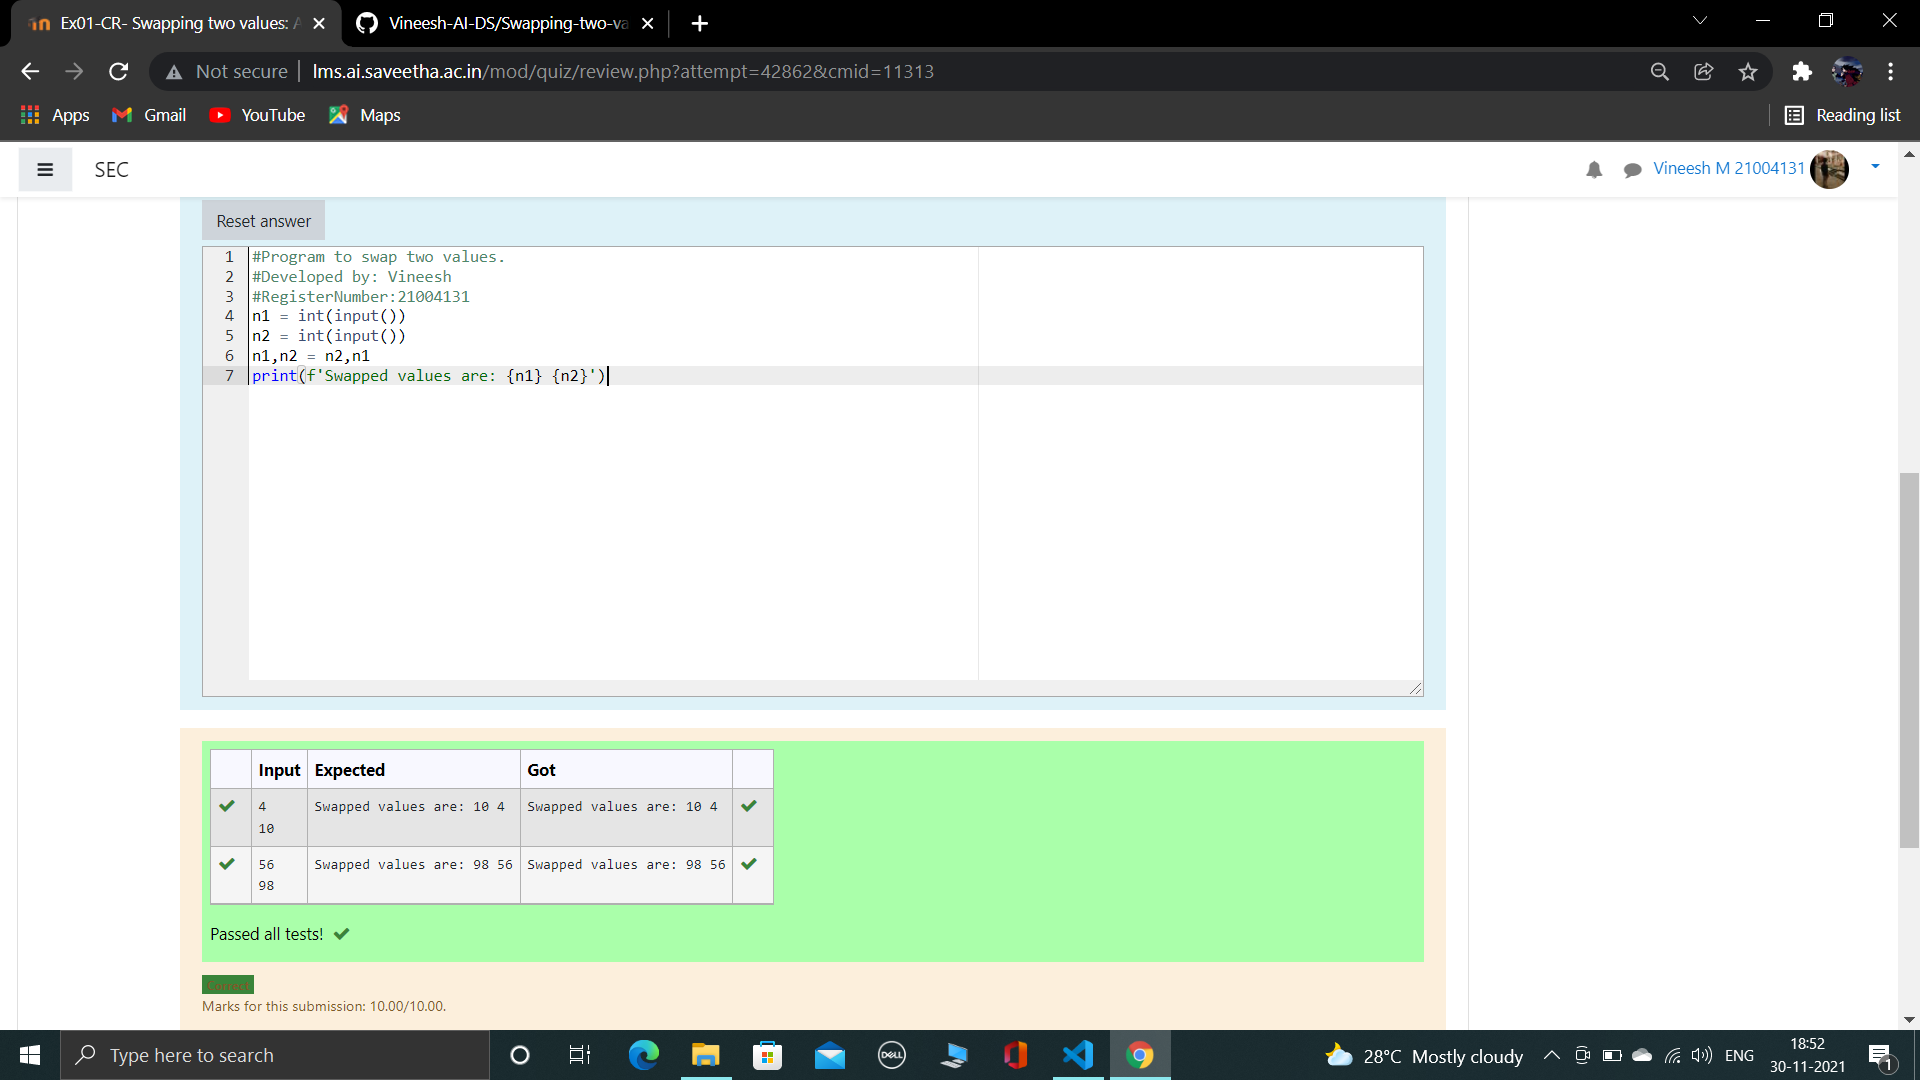 Ex01-CR- Swapping two values: A
Vineesh-AI-DS/Swapping-two-va
Not secure
lms.ai.saveetha.ac.in/mod/quiz/review.php?attempt=42862&cmid=11313
Apps
Gmail
YouTube
Maps
Reading list
SEC
Vineesh M 21004131
Reset answer
1 #Program to swap two values.
2 #Developed by: Vineesh
3 #RegisterNumber:21004131
4 n1 = int(input())
5 n2 = int(input())
6 n1,n2 = n2,n1
7 print(f'Swapped values are: {n1} {n2}')
Input Expected Got
4 Swapped values are: 10 4 Swapped values are: 10 4
10
56 Swapped values are: 98 56 Swapped values are: 98 56
98
Passed all tests!
Correct
Marks for this submission: 10.00/10.00.
Type here to search
DELL
28°C Mostly cloudy
ENG
18:52
30-11-2021
1